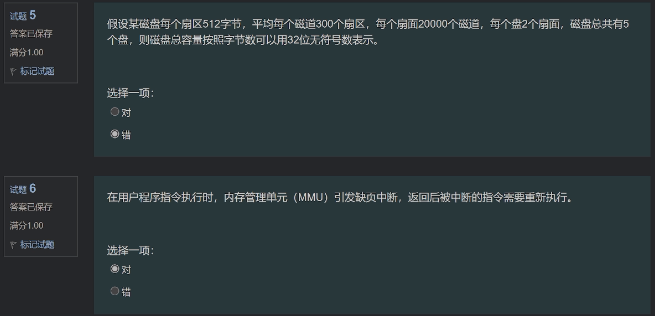 试题 5
答案已保存
满分1.00
标记试题
假设某磁盘每个扇区512字节，平均每个磁道300个扇区，每个扇面20000个磁道，每个盘2个扇面，磁盘总共有5
个盘，则磁盘总容量按照字节数可以用32位无符号数表示。
选择一项：
对
错
试题 6
答案已保存
满分1.00
标记试题
在用户程序指令执行时，内存管理单元（MMU）引发缺页中断，返回后被中断的指令需要重新执行。
选择一项：
对
错